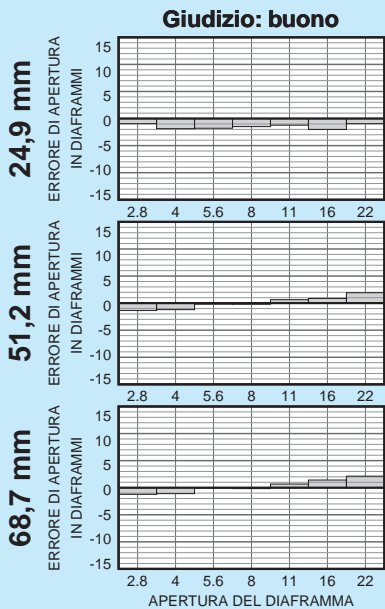 Giudizio: buono
24,9 mm
ERRORE DI APERTURA
IN DIAFRAMMI
15
10
5
0
-5
-10
-15
2.8 4 5.6 8 11 16 22
51,2 mm
ERRORE DI APERTURA
IN DIAFRAMMI
15
10
5
0
-5
-10
-15
2.8 4 5.6 8 11 16 22
68,7 mm
ERRORE DI APERTURA
IN DIAFRAMMI
15
10
5
0
-5
-10
-15
2.8 4 5.6 8 11 16 22
APERTURA DEL DIAFRAMMA